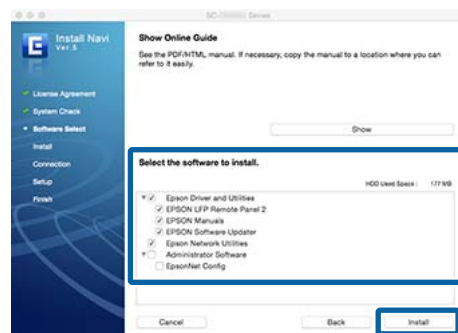 SC- Series
Install Navi
Ver.5
License Agreement
System Check
Software Select
Install
Connection
Setup
Finish
Show Online Guide
See the PDF/HTML manual. If necessary, copy the manual to a location where you can
refer to it easily.
Show
Select the software to install.
HDD Used Space : 177 MB
Epson Driver and Utilities
EPSON LFP Remote Panel 2
EPSON Manuals
EPSON Software Updater
Epson Network Utilities
Administrator Software
EpsonNet Config
Cancel
Back
Install